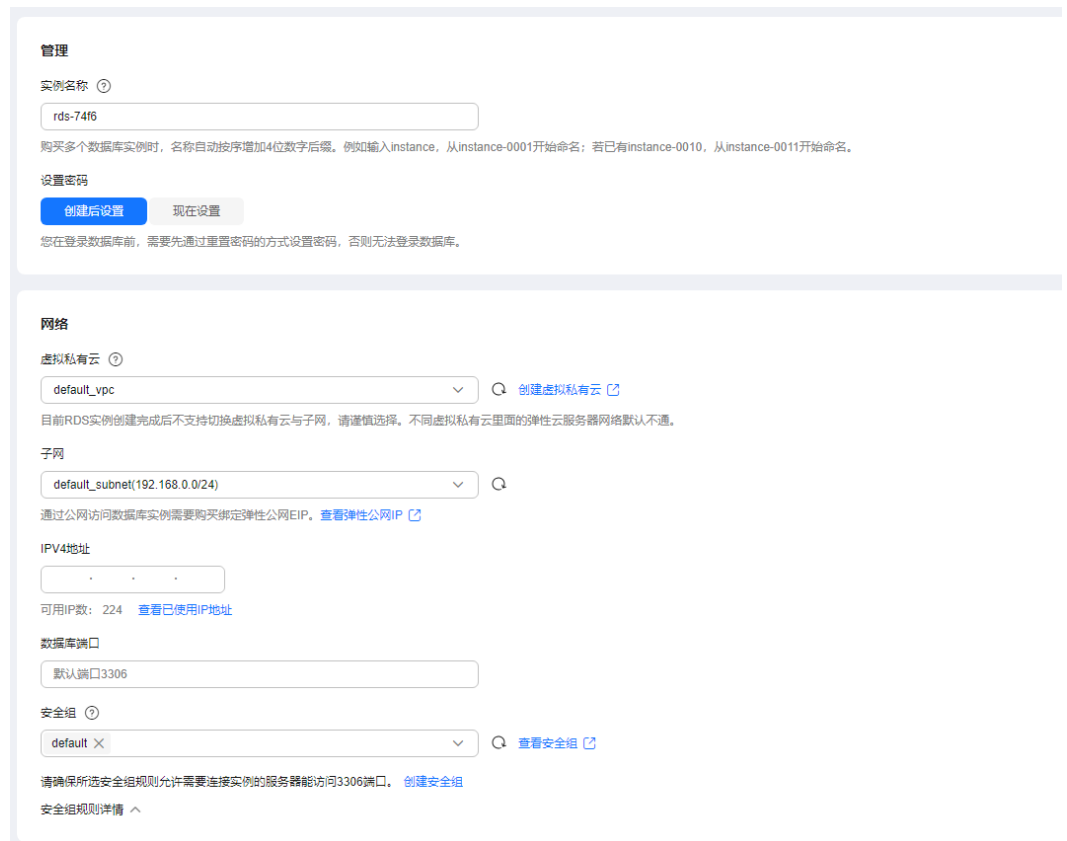 管理
实例名称
rds-74f6
购买多个数据库实例时，名称自动按序增加4位数字后缀。例如输入instance，从instance-0001开始命名；若已有instance-0010，从instance-0011开始命名。
设置密码
创建后设置 现在设置
您在登录数据库前，需要先通过重置密码的方式设置密码，否则无法登录数据库。
网络
虚拟私有云
default_vpc 创建虚拟私有云
目前RDS实例创建完成后不支持切换虚拟私有云与子网，请谨慎选择。不同虚拟私有云里面的弹性云服务器网络默认不通。
子网
default_subnet(192.168.0.0/24)
通过公网访问数据库实例需要购买绑定弹性公网EIP。查看弹性公网IP
IPV4地址
可用IP数： 224 查看已使用IP地址
数据库端口
默认端口3306
安全组
default 查看安全组
请确保所选安全组规则允许需要连接实例的服务器能访问3306端口。 创建安全组
安全组规则详情